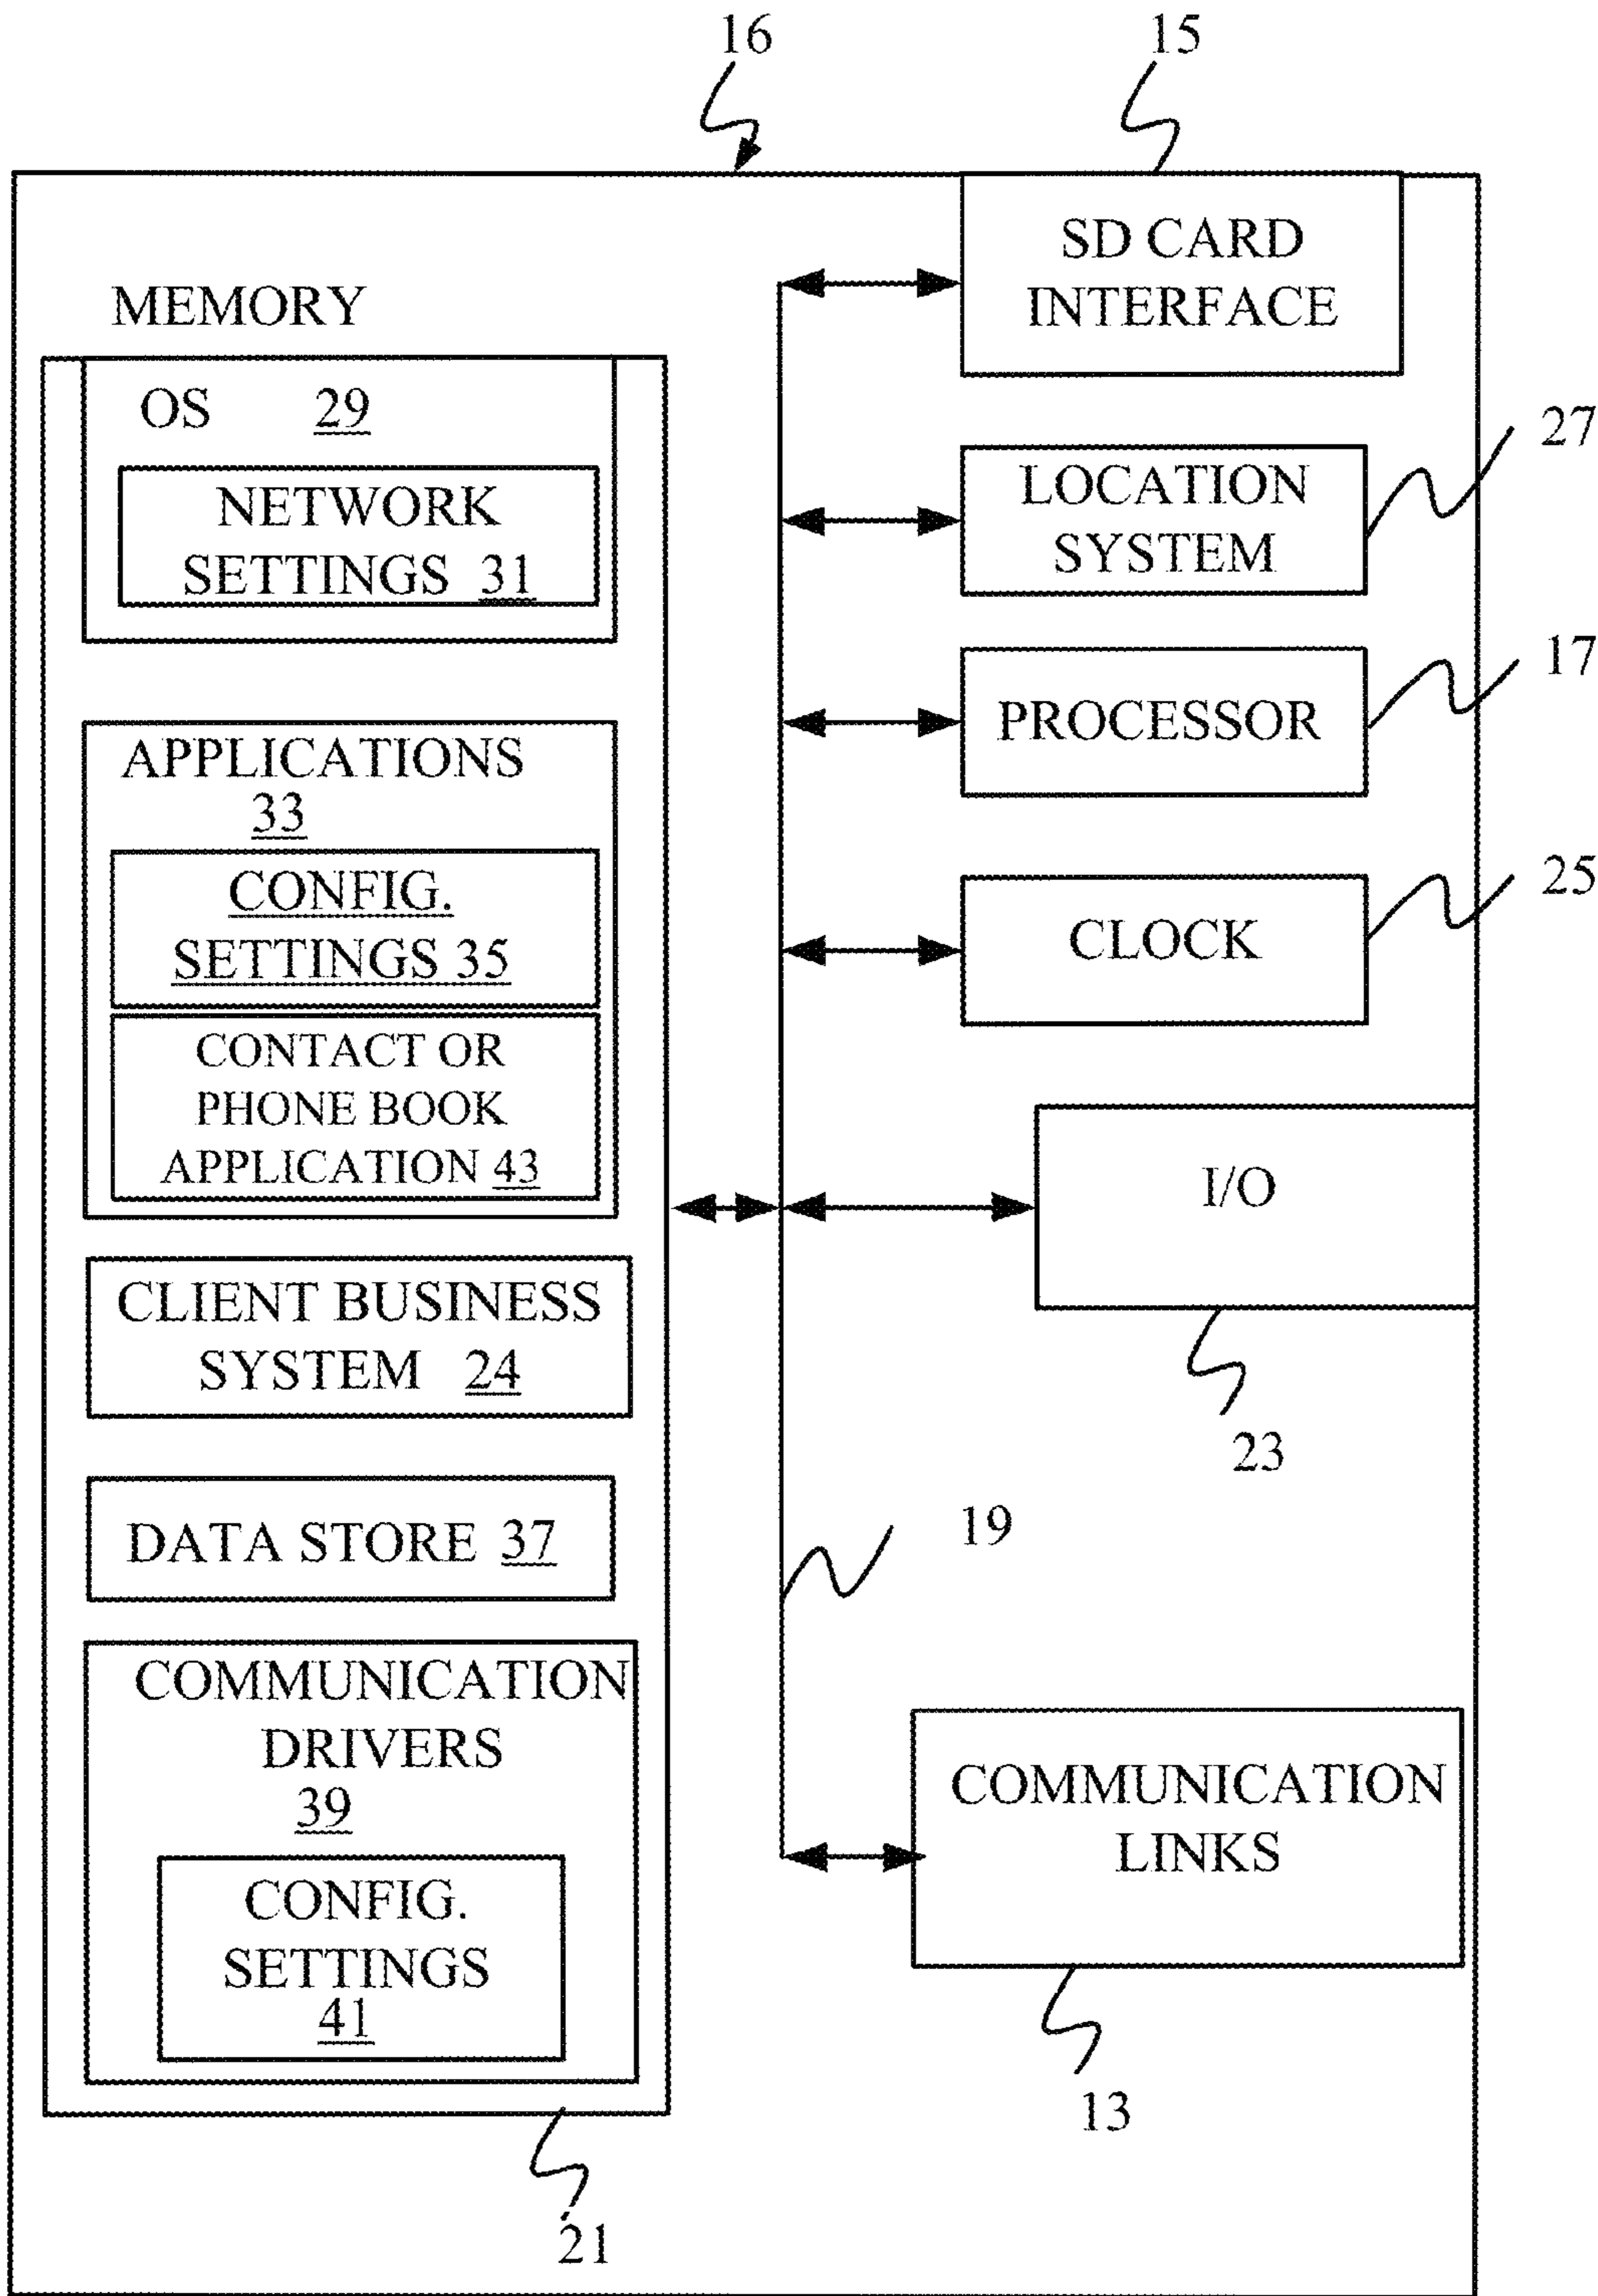 16
15
SD CARD
INTERFACE
MEMORY
OS 29
NETWORK
SETTINGS 31
27
LOCATION
SYSTEM
17
PROCESSOR
APPLICATIONS
33
CONFIG.
SETTINGS 35
25
CLOCK
CONTACT OR
PHONE BOOK
APPLICATION 43
I/O
23
CLIENT BUSINESS
SYSTEM 24
19
DATA STORE 37
COMMUNICATION
DRIVERS
39
CONFIG.
SETTINGS
41
COMMUNICATION
LINKS
13
21